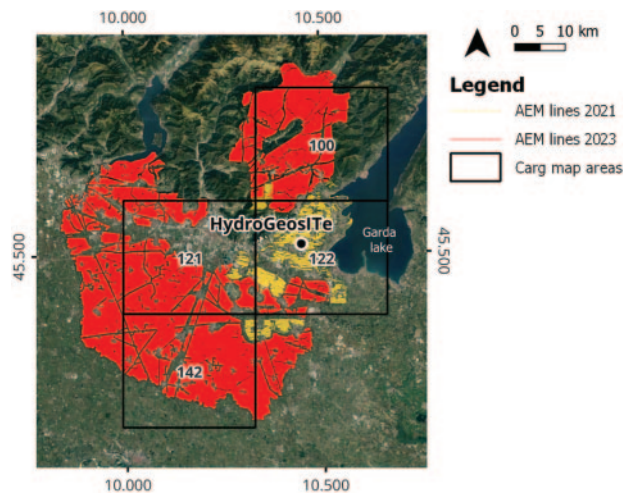 10.000 10.500
0 5 10 km
Legend
AEM lines 2021
AEM lines 2023
Carg map areas
100
HydroGeosITe
Garda
lake
45.500
121
122
45.500
142
10.000 10.500